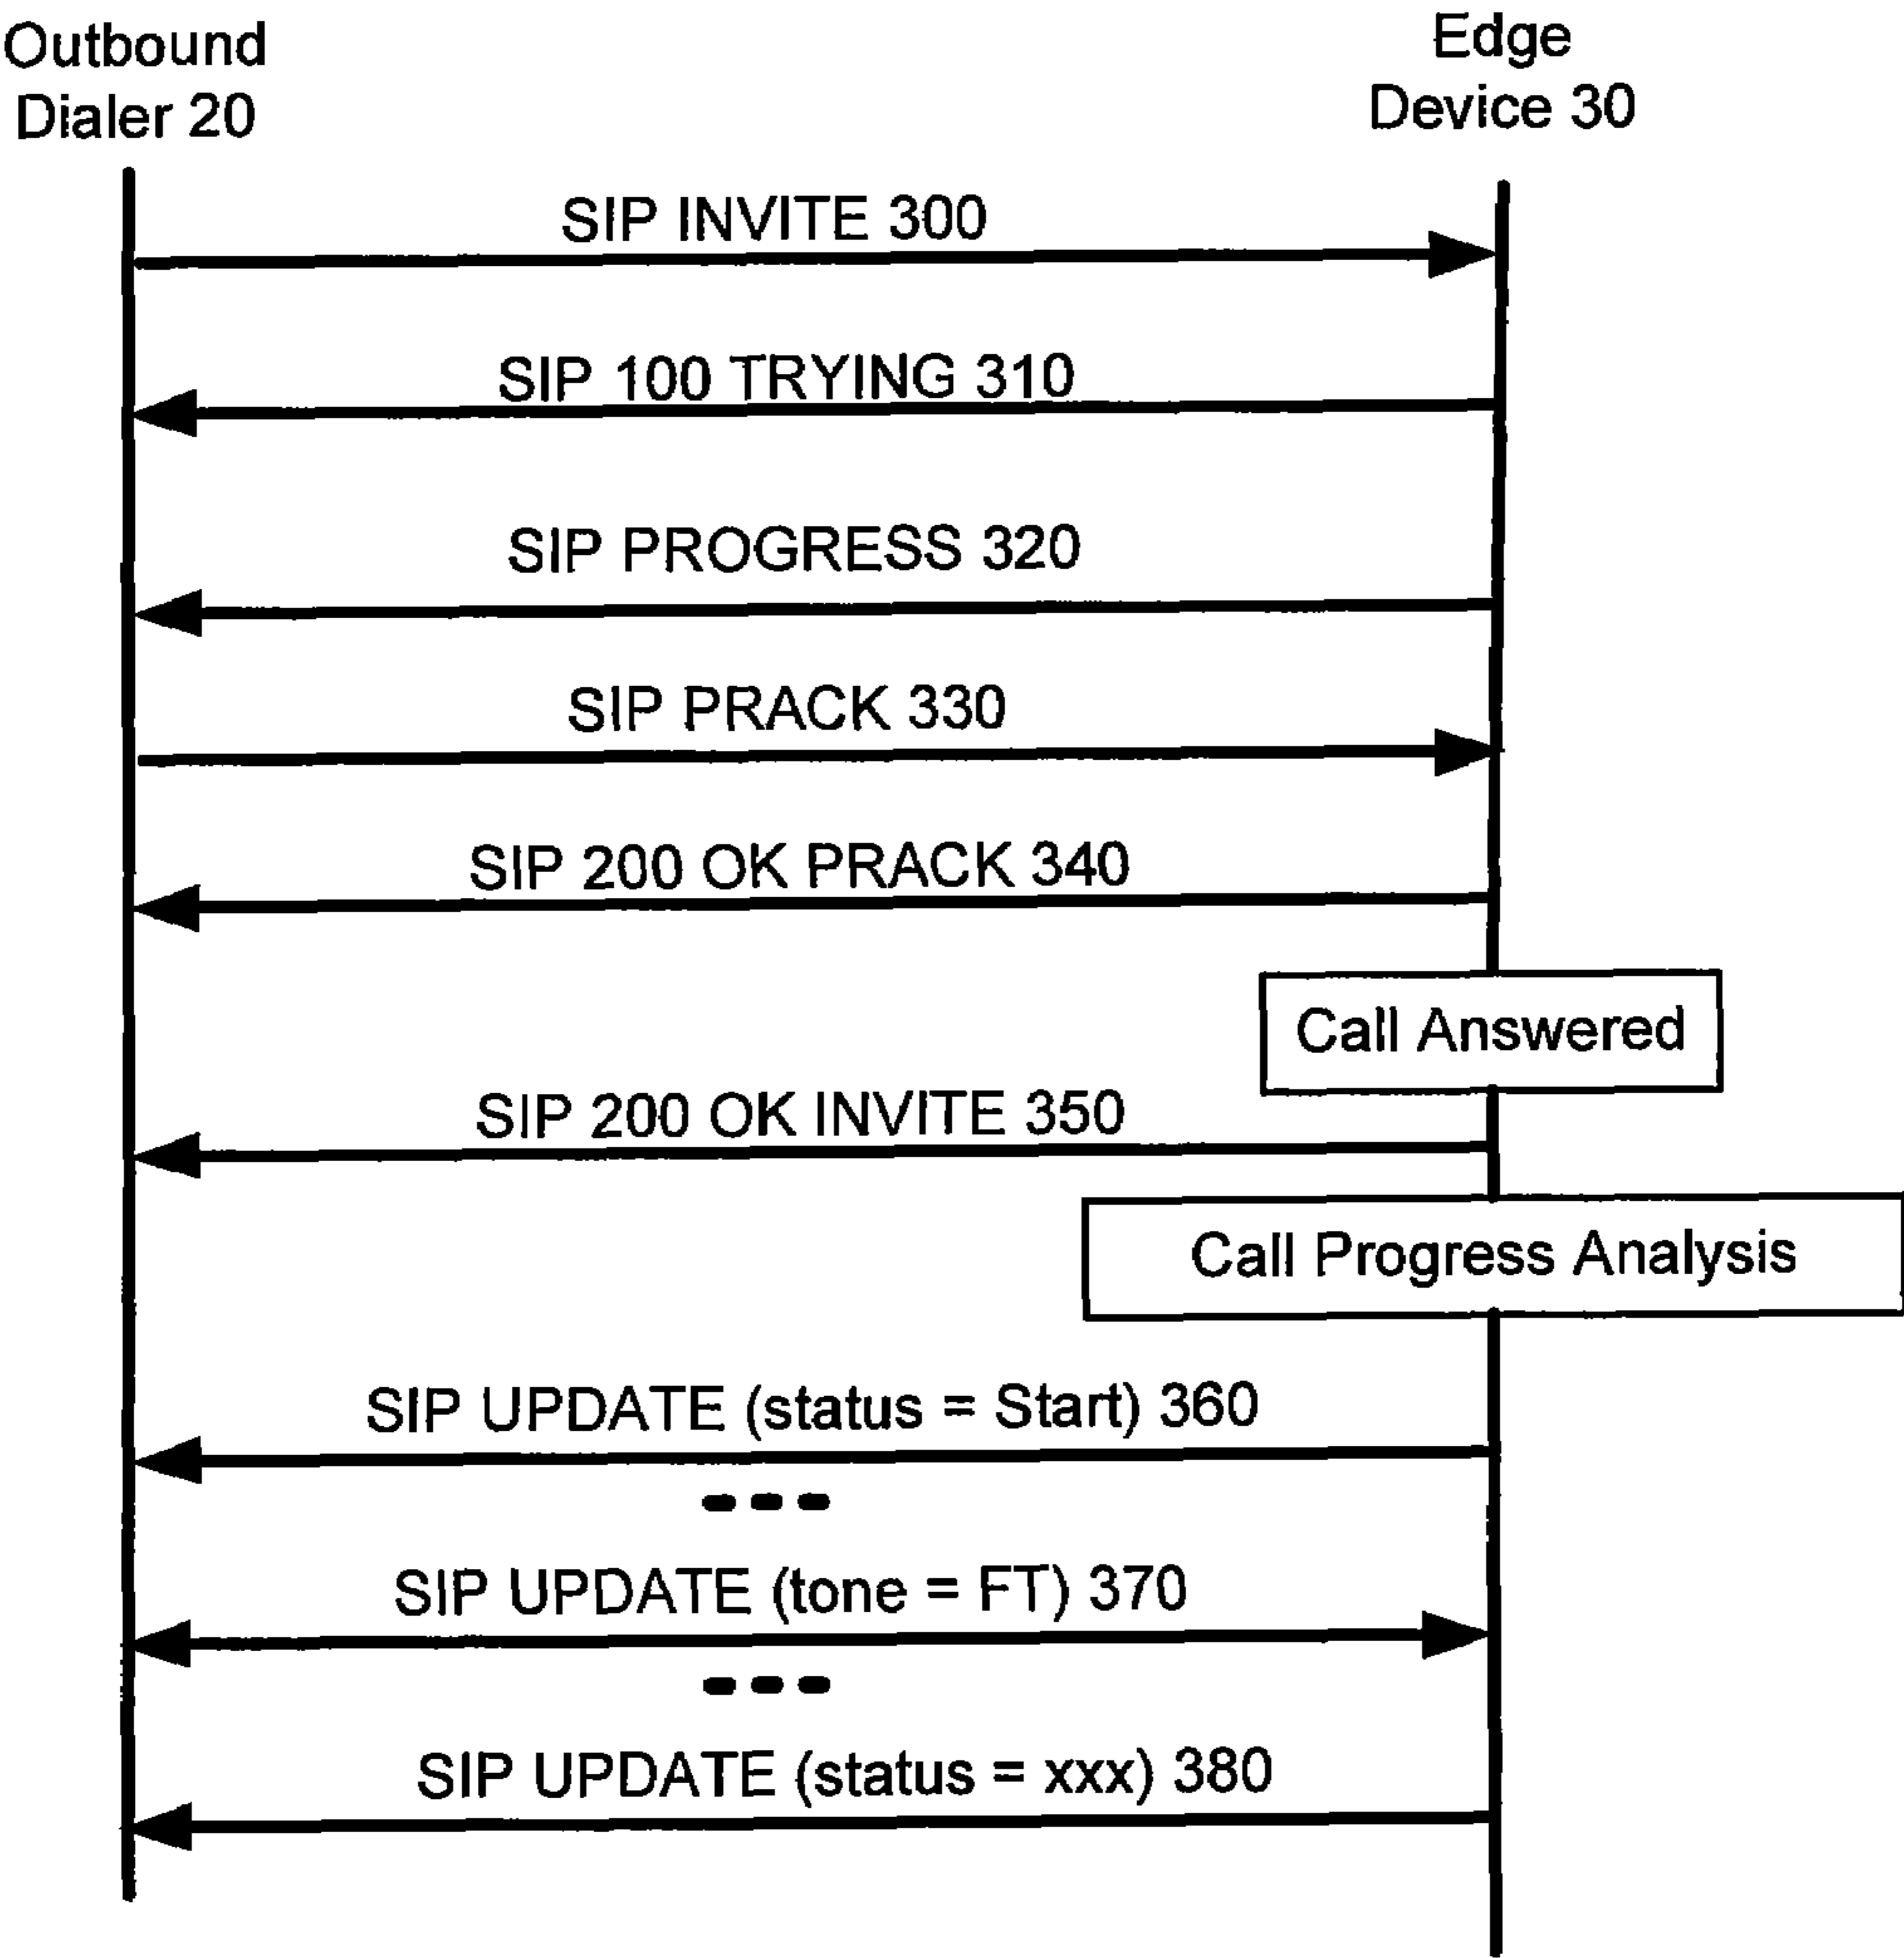 Outbound
Dialer 20
Edge
Device 30
SIP INVITE 300
SIP 100 TRYING 310
SIP PROGRESS 320
SIP PRACK 330
SIP 200 OK PRACK 340
Call Answered
SIP 200 OK INVITE 350
Call Progress Analysis
SIP UPDATE (status = Start) 360
SIP UPDATE (tone = FT) 370
SIP UPDATE (status = xxx) 380